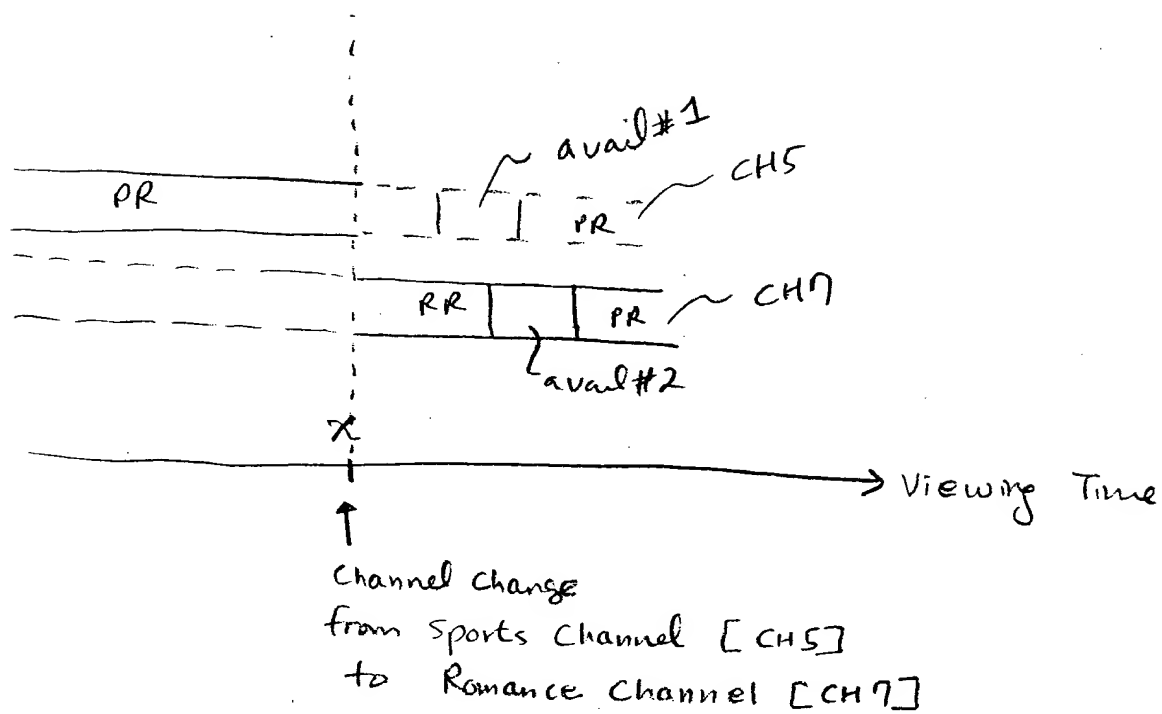 avail#1
CH5
PR
PR
CH7
RR
PR
avail#2
x
Viewing Time
Channel Change
from Sports Channel [CH5]
to Romance Channel [CH7]